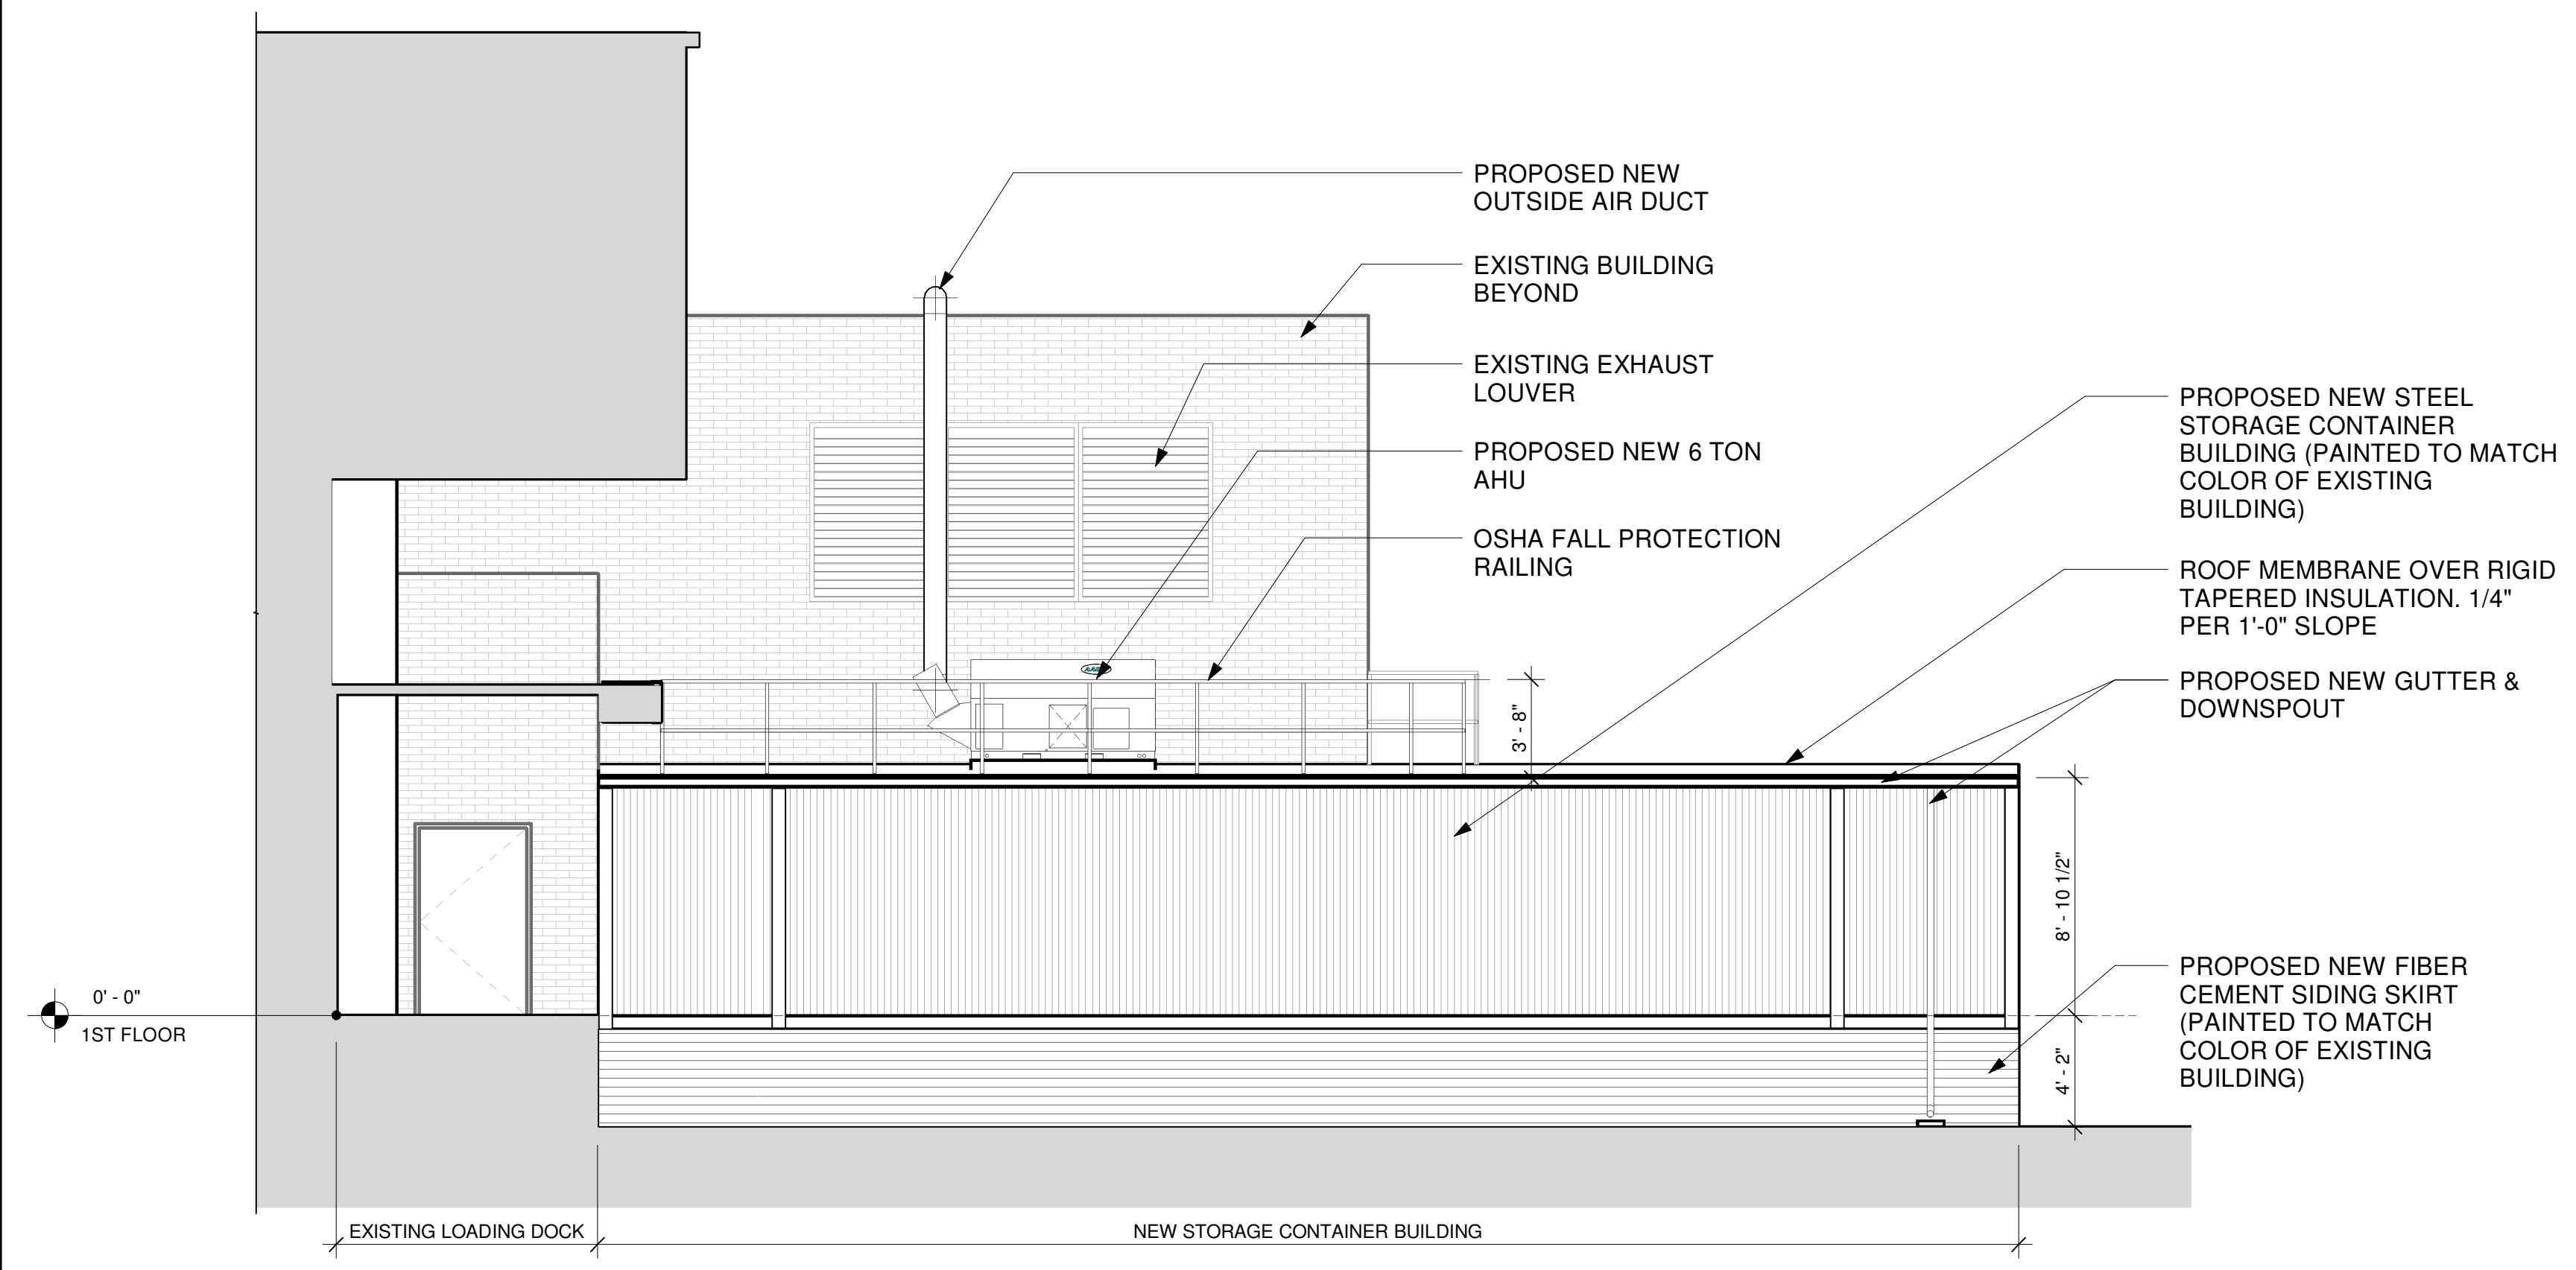 PROPOSED NEW
OUTSIDE AIR DUCT
EXISTING BUILDING
BEYOND
EXISTING EXHAUST
LOUVER
PROPOSED NEW 6 TON
AHU
OSHA FALL PROTECTION
RAILING
PROPOSED NEW STEEL
STORAGE CONTAINER
BUILDING (PAINTED TO MATCH
COLOR OF EXISTING
BUILDING)
ROOF MEMBRANE OVER RIGID
TAPERED INSULATION. 1/4"
PER 1'-0" SLOPE
PROPOSED NEW GUTTER &
DOWNSPOUT
3' - 8"
8' - 10 1/2"
PROPOSED NEW FIBER
CEMENT SIDING SKIRT
(PAINTED TO MATCH
COLOR OF EXISTING
BUILDING)
4' - 2"
0' - 0"
1ST FLOOR
EXISTING LOADING DOCK
NEW STORAGE CONTAINER BUILDING